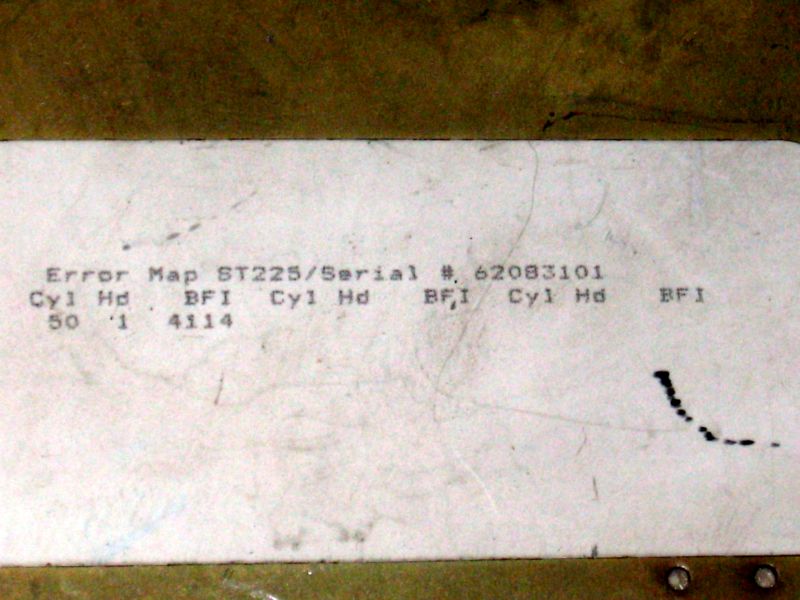 Error Map ST225/Serial # 62083101
Cyl Hd BFI Cyl Hd BFI Cyl Hd BFI
50 1 4114